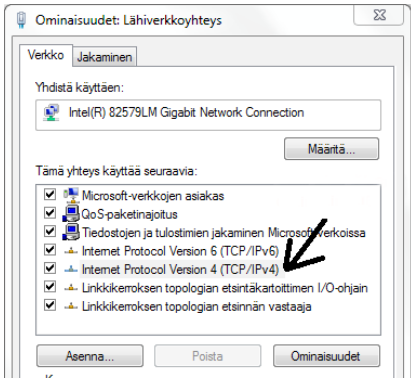 Ominaisuudet: Lähiverkkoyhteys
Verkko Jakaminen
Yhdistä käyttäen:
Intel(R) 82579LM Gigabit Network Connection
Määritä...
Tämä yhteys käyttää seuraavia:
Microsoft-verkkojen asiakas
QoS-paketinajoitus
Tiedostojen ja tulostimien jakaminen Microsoft-verkoissa
Internet Protocol Version 6 (TCP/IPv6)
Internet Protocol Version 4 (TCP/IPv4)
Linkkikerroksen topologian etsintäkartoittimen I/O-ohjain
Linkkikerroksen topologian etsinnän vastaaja
Asenna... Poista Ominaisuudet